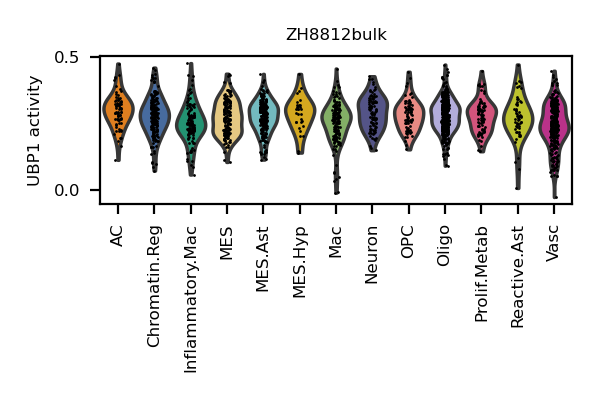 ZH8812bulk
UBP1 activity
0.5
0.0
AC
Chromatin.Reg
Inflammatory.Mac
MES
MES.Ast
MES.Hyp
Mac
Neuron
OPC
Oligo
Prolif.Metab
Reactive.Ast
Vasc